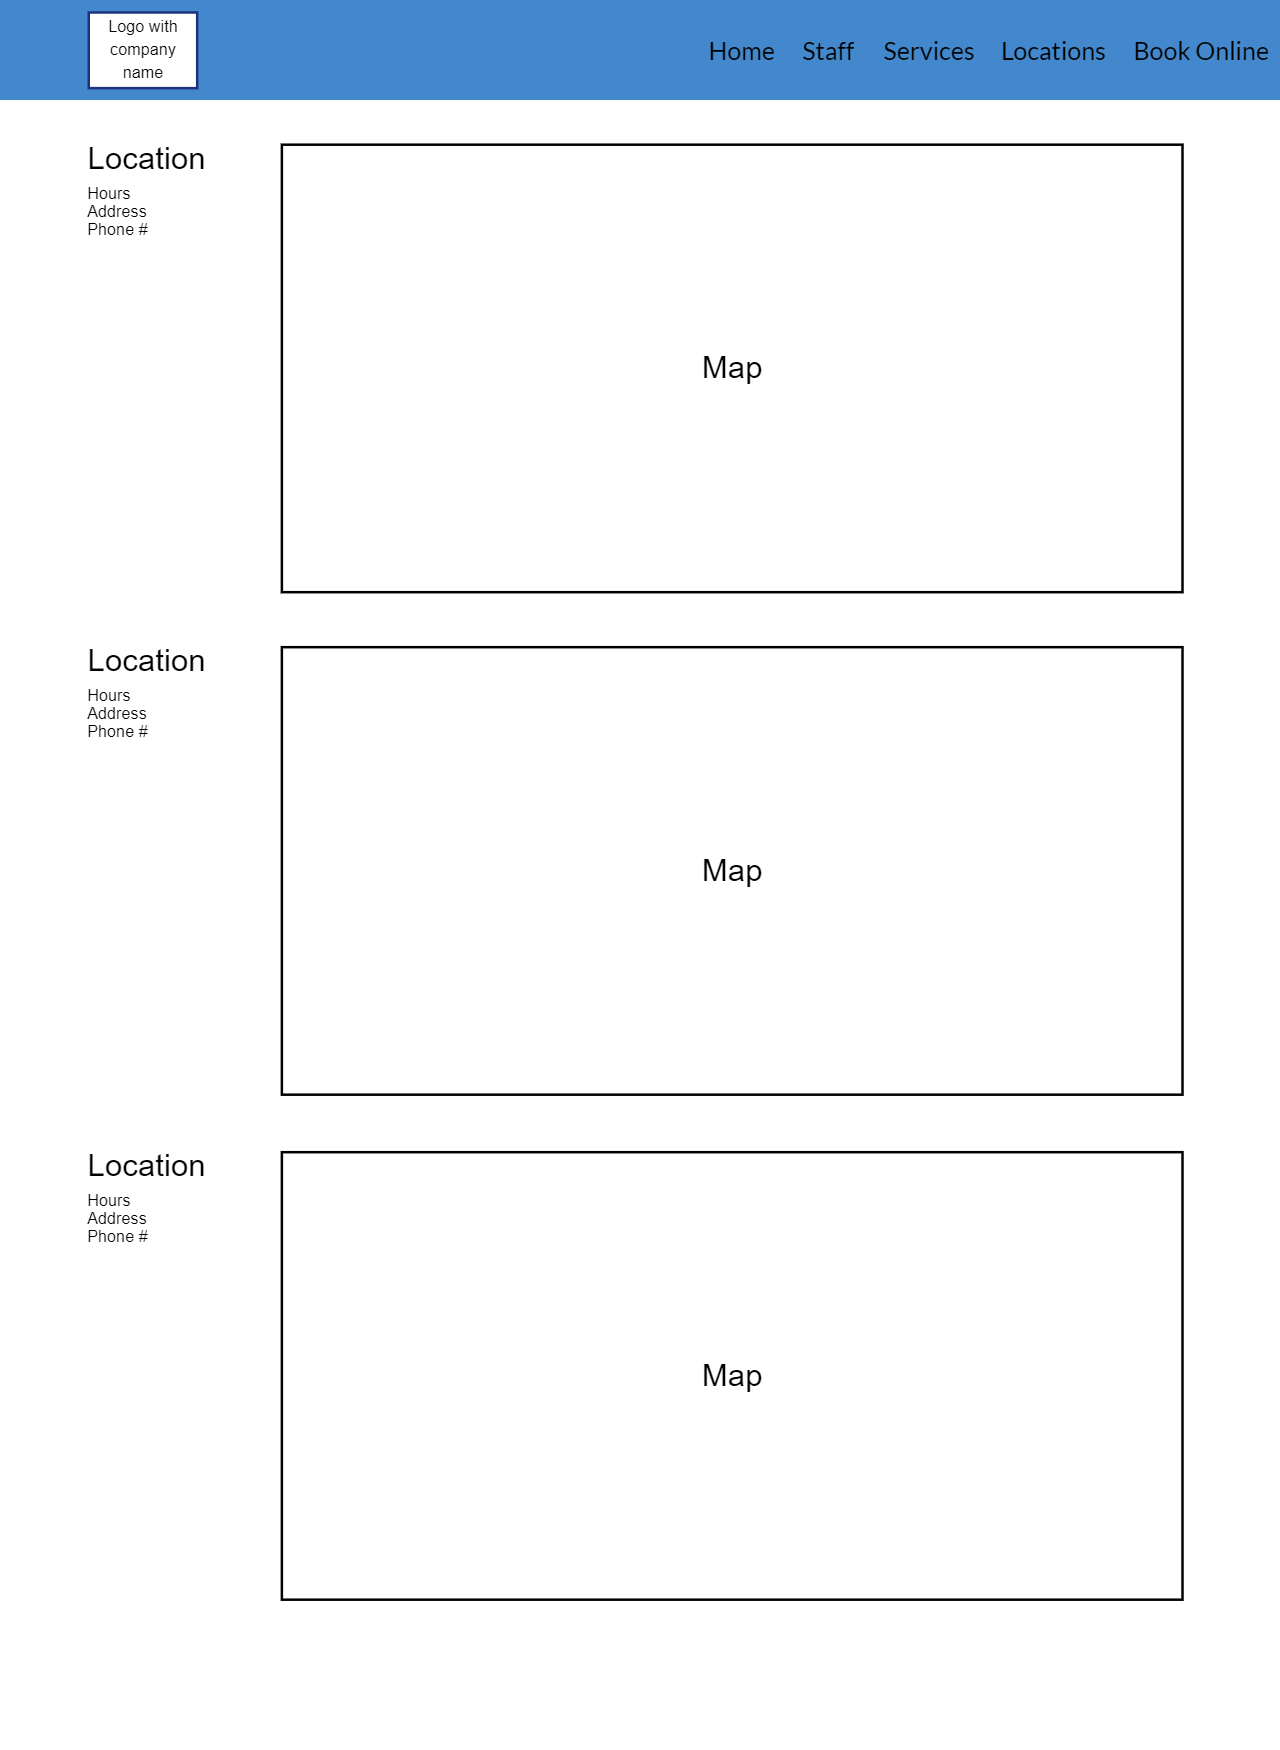 Logo with
company
name
Home Staff Services Locations Book Online
Location
Hours
Address
Phone #
Map
Location
Hours
Address
Phone #
Map
Location
Hours
Address
Phone #
Map